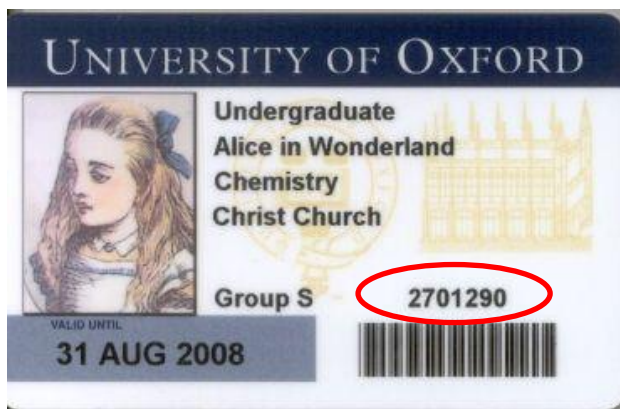 UNIVERSITY OF OXFORD
Undergraduate
Alice in Wonderland
Chemistry
Christ Church
Group S 2701290
VALID UNTIL
31 AUG 2008